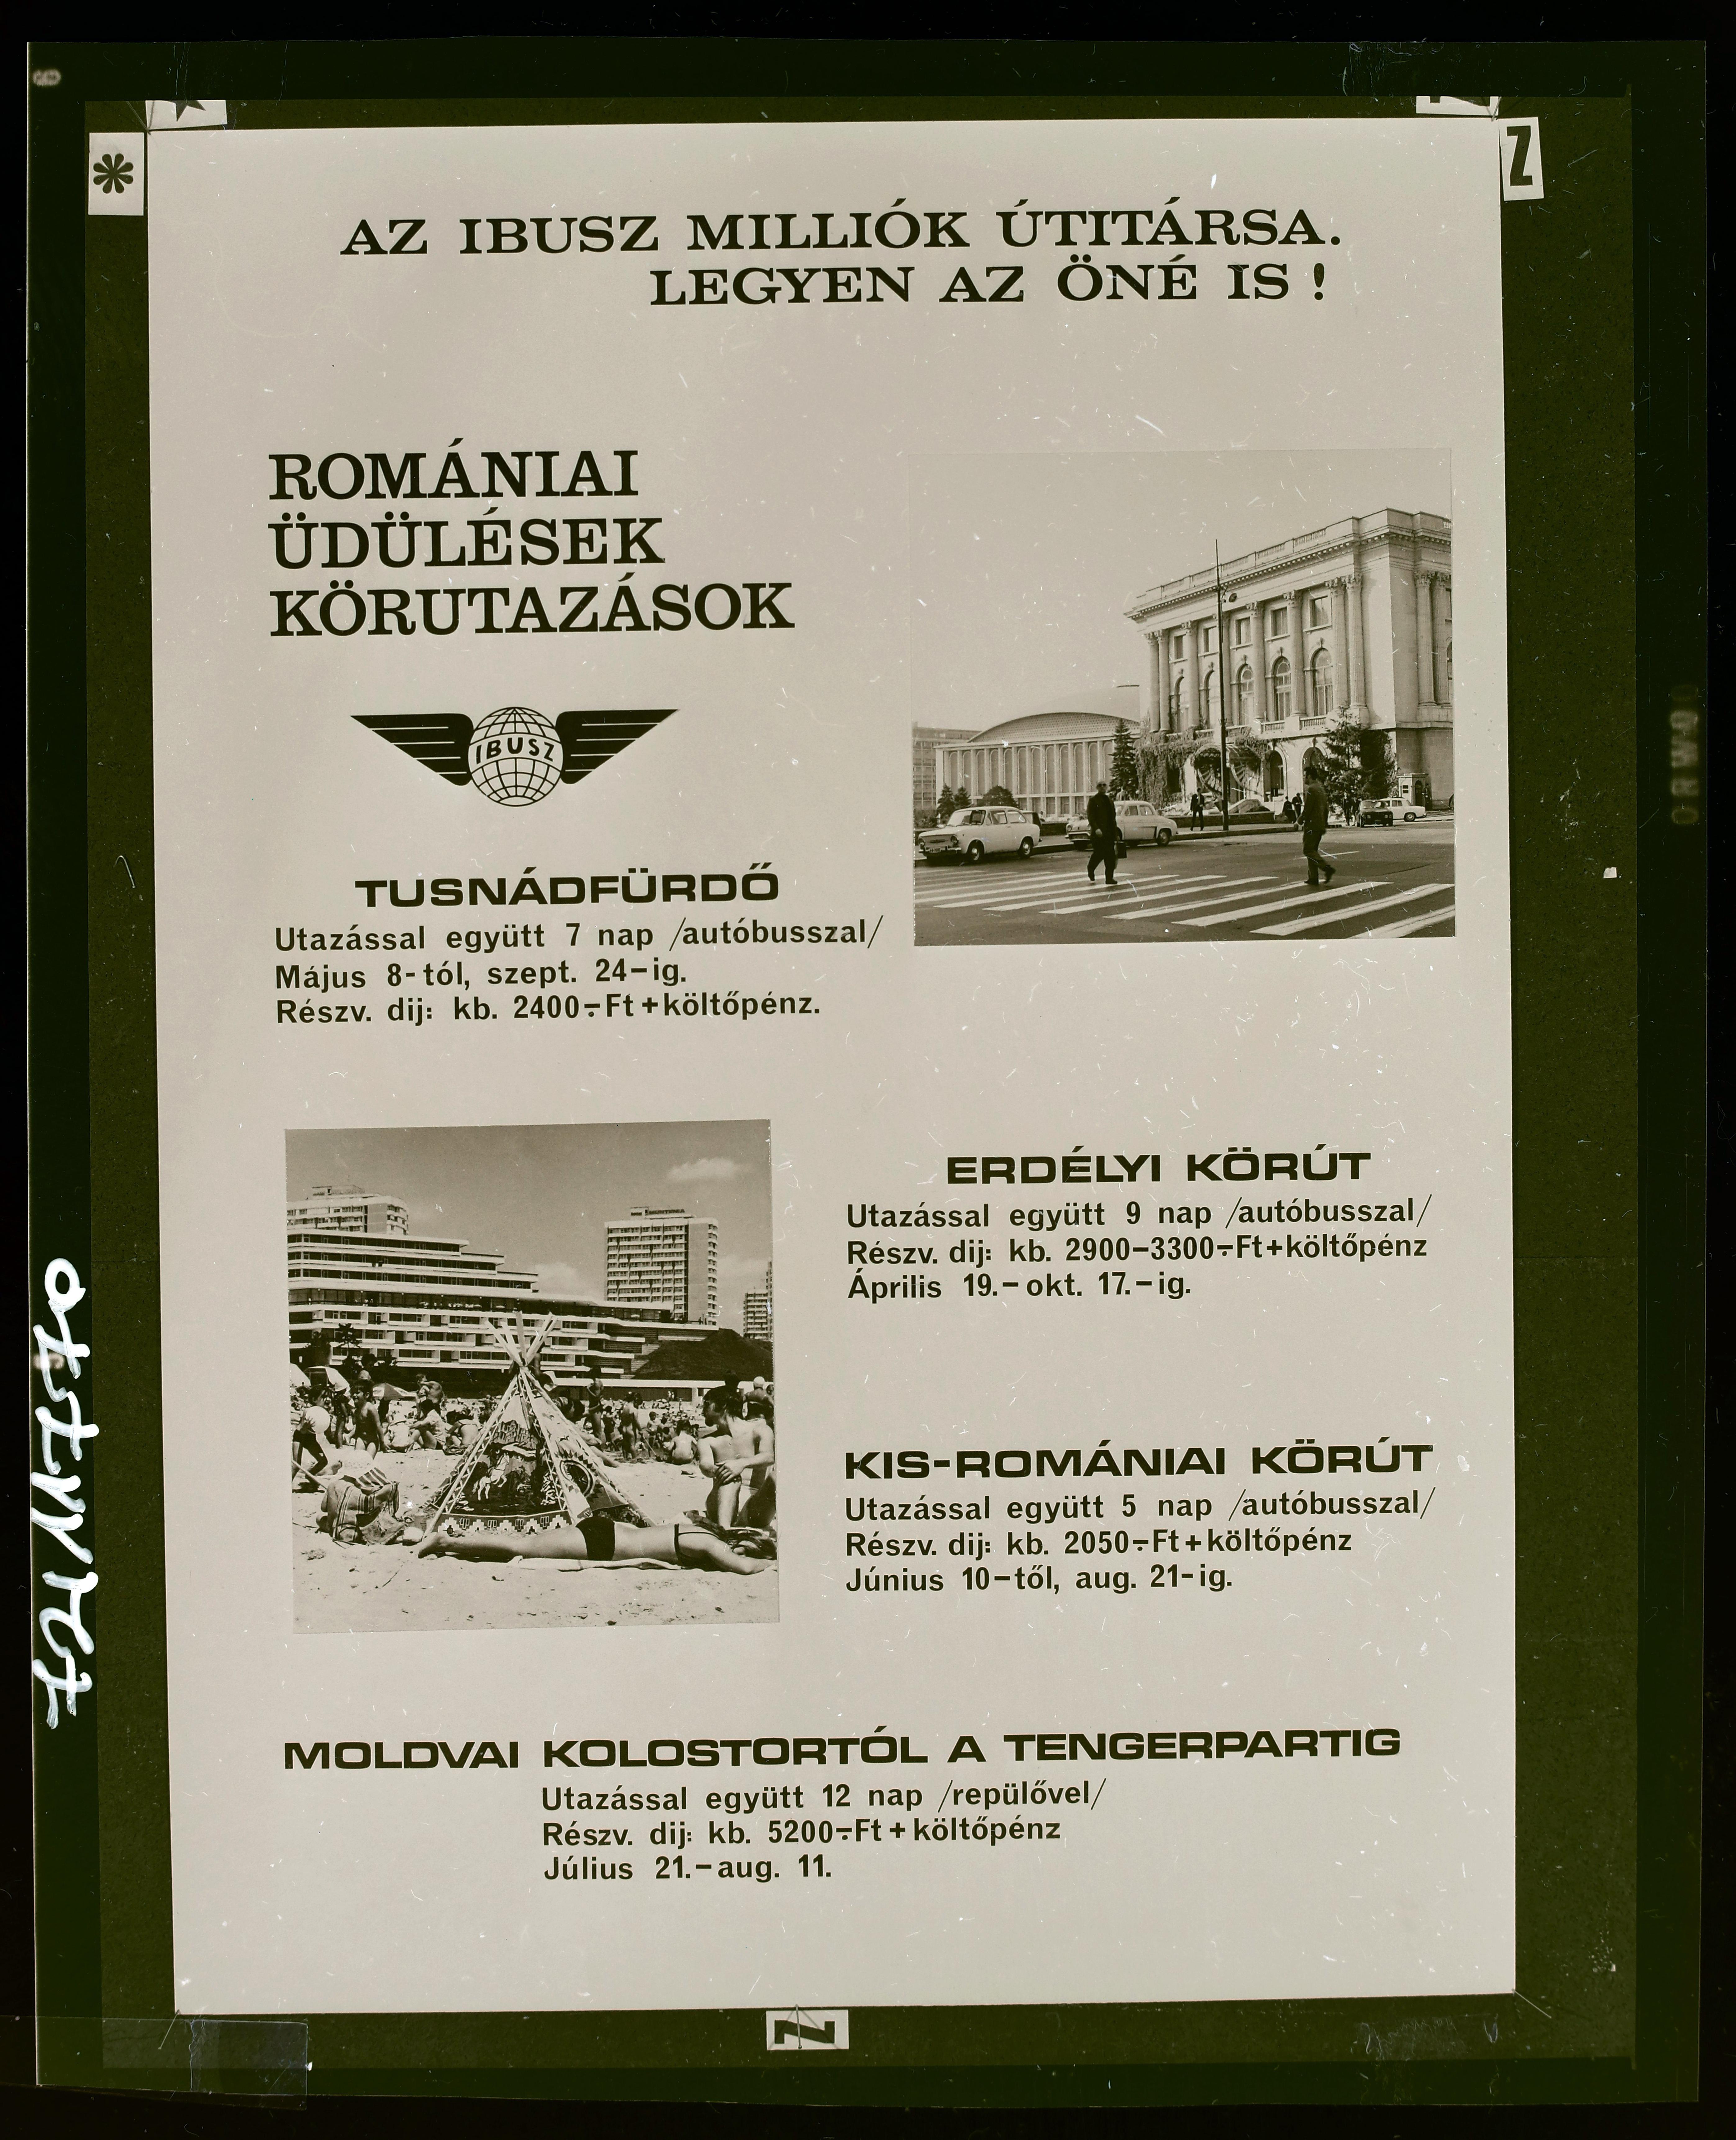 Z
AZ IBUSZ MILLIÓK ÚTITÁRSA.
LEGYEN AZ ÖNÉ IS !
ROMÁNIAI
ÜDÜLÉSEK
KÖRUTAZÁSOK
IBUSZ
TUSNÁDFÜRDŐ
Utazással együtt 7 nap /autóbusszal/
Május 8-tól, szept. 24-ig.
Részv. dij: kb. 2400.-Ft+költőpénz.
ERDÉLYI KÖRÚT
Utazással együtt 9 nap /autóbusszal/
Részv. dij: kb. 2900-3300.-Ft+költőpénz
Április 19.-okt. 17.-ig.
KIS-ROMÁNIAI KÖRÚT
Utazással együtt 5 nap /autóbusszal/
Részv. dij: kb. 2050.-Ft+költőpénz
Június 10-től, aug. 21-ig.
MOLDVAI KOLOSTORTÓL A TENGERPARTIG
Utazással együtt 12 nap /repülővel/
Részv. dij: kb. 5200.-Ft+költőpénz
Július 21.-aug. 11.
Z
ORWO